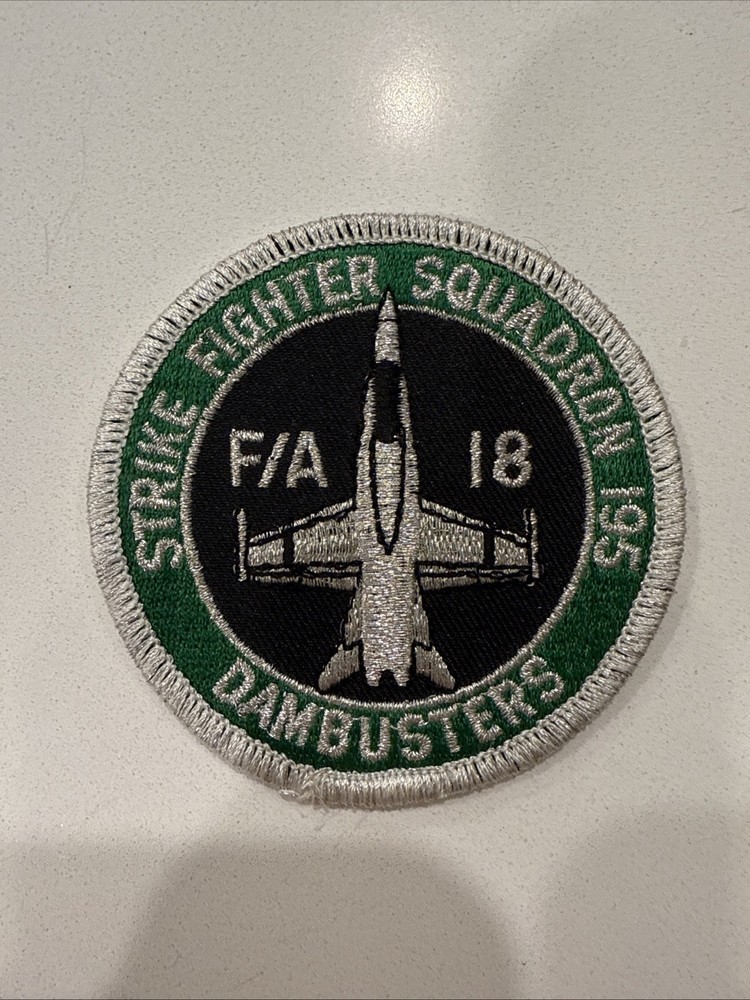 STRIKE FIGHTER SQUADRON 195
F/A 18
DAMBUSTERS